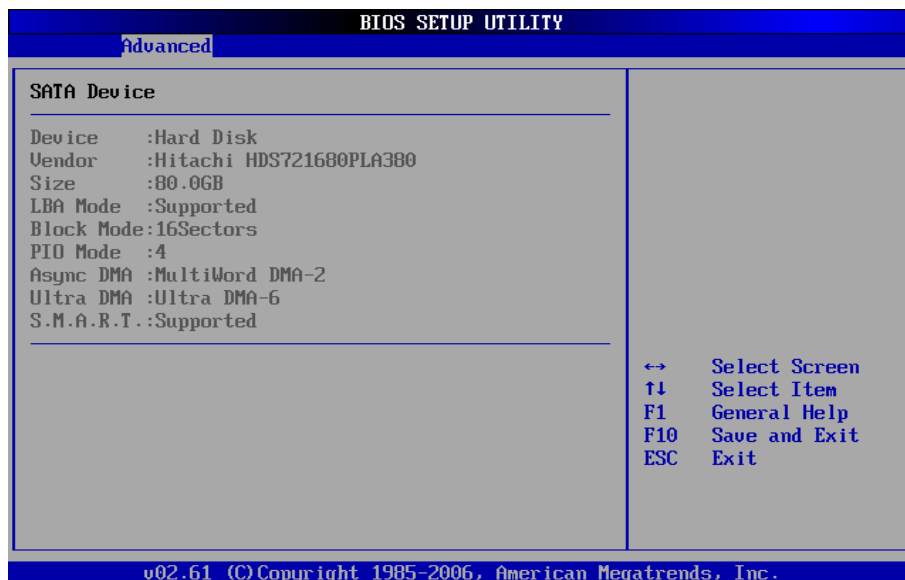 BIOS SETUP UTILITY
Advanced
SATA Device
Device :Hard Disk
Vendor :Hitachi HDS721680PLA380
Size :80.0GB
LBA Mode :Supported
Block Mode:16Sectors
PIO Mode :4
Async DMA :MultiWord DMA-2
Ultra DMA :Ultra DMA-6
S.M.A.R.T.:Supported
←→ Select Screen
↑↓ Select Item
F1 General Help
F10 Save and Exit
ESC Exit
v02.61 (C)Copyright 1985-2006, American Megatrends, Inc.